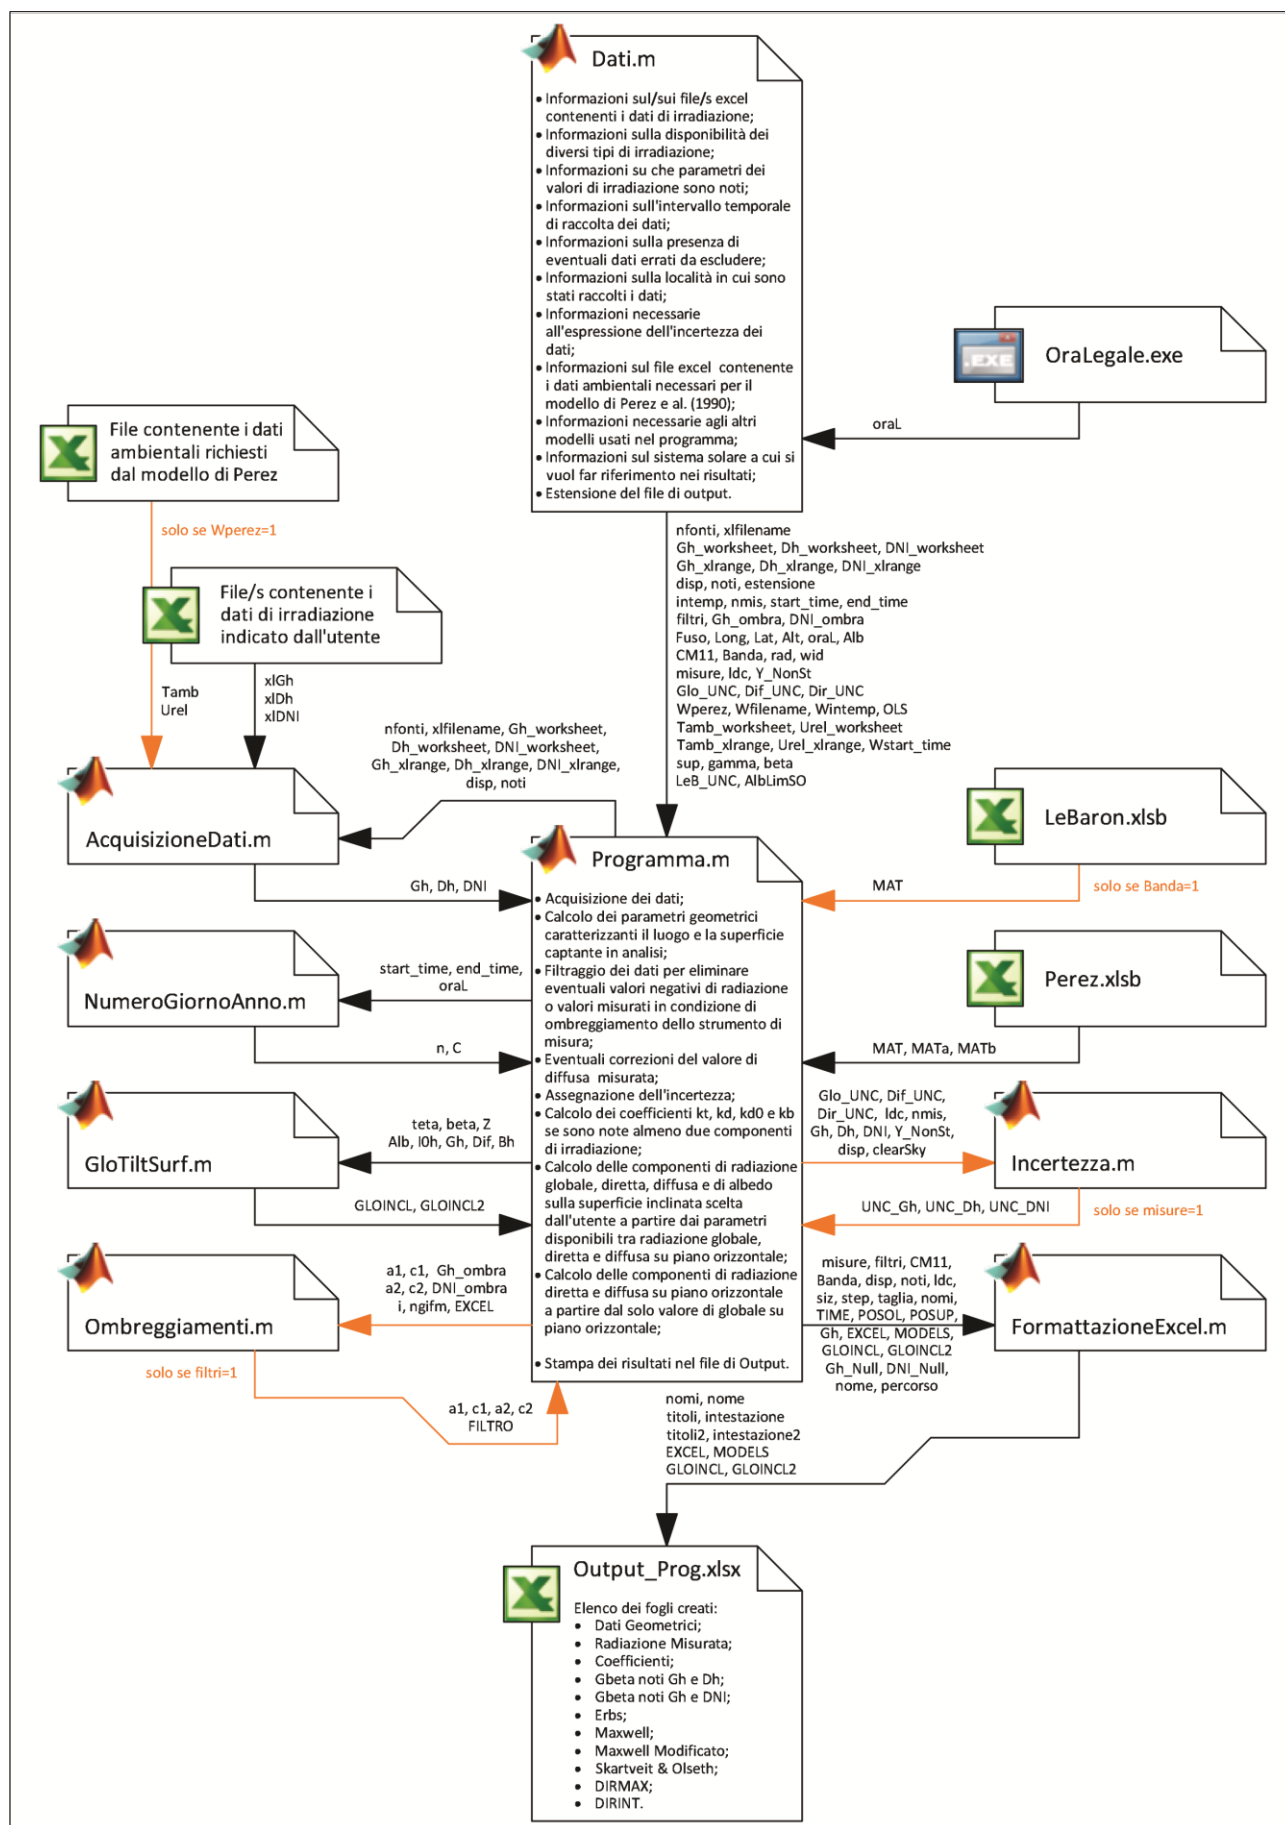 Dati.m
• Informazioni sul/sui file/s excel
contenenti i dati di irradiazione;
• Informazioni sulla disponibilità dei
diversi tipi di irradiazione;
• Informazioni su che parametri dei
valori di irradiazione sono noti;
• Informazioni sull'intervallo temporale
di raccolta dei dati;
• Informazioni sulla presenza di
eventuali dati errati da escludere;
• Informazioni sulla località in cui sono
stati raccolti i dati;
• Informazioni necessarie
all'espressione dell'incertezza dei
dati;
• Informazioni sul file excel contenente
i dati ambientali necessari per il
modello di Perez e al. (1990);
• Informazioni necessarie agli altri
modelli usati nel programma;
• Informazioni sul sistema solare a cui si
vuol far riferimento nei risultati;
• Estensione del file di output.
.EXE
OraLegale.exe
oraL
File contenente i dati
ambientali richiesti
dal modello di Perez
solo se Wperez=1
File/s contenente i
dati di irradiazione
indicato dall'utente
Tamb
Urel
xlGh
xlDh
xlDNI
nfonti, xlfilename
Gh_worksheet, Dh_worksheet, DNI_worksheet
Gh_xlrange, Dh_xlrange, DNI_xlrange
disp, noti, estensione
intemp, nmis, start_time, end_time
filtri, Gh_ombra, DNI_ombra
Fuso, Long, Lat, Alt, oraL, Alb
CM11, Banda, rad, wid
misure, ldc, Y_NonSt
Glo_UNC, Dif_UNC, Dir_UNC
Wperez, Wfilename, Wintemp, OLS
Tamb_worksheet, Urel_worksheet
Tamb_xlrange, Urel_xlrange, Wstart_time
sup, gamma, beta
LeB_UNC, AlbLimSO
nfonti, xlfilename, Gh_worksheet,
Dh_worksheet, DNI_worksheet,
Gh_xlrange, Dh_xlrange, DNI_xlrange,
disp, noti
AcquisizioneDati.m
Gh, Dh, DNI
LeBaron.xlsb
MAT
solo se Banda=1
Programma.m
• Acquisizione dei dati;
• Calcolo dei parametri geometrici
caratterizzanti il luogo e la superficie
captante in analisi;
• Filtraggio dei dati per eliminare
eventuali valori negativi di radiazione
o valori misurati in condizione di
ombreggiamento dello strumento di
misura;
• Eventuali correzioni del valore di
diffusa misurata;
• Assegnazione dell'incertezza;
• Calcolo dei coefficienti kt, kd, kd0 e kb
se sono note almeno due componenti
di irradiazione;
• Calcolo delle componenti di radiazione
globale, diretta, diffusa e di albedo
sulla superficie inclinata scelta
dall'utente a partire dai parametri
disponibili tra radiazione globale,
diretta e diffusa su piano orizzontale;
• Calcolo delle componenti di radiazione
diretta e diffusa su piano orizzontale
a partire dal solo valore di globale su
piano orizzontale;
• Stampa dei risultati nel file di Output.
NumeroGiornoAnno.m
start_time, end_time,
oraL
n, C
Perez.xlsb
MAT, MATa, MATb
GloTiltSurf.m
teta, beta, Z
Alb, I0h, Gh, Dif, Bh
GLOINCL, GLOINCL2
Glo_UNC, Dif_UNC,
Dir_UNC, ldc, nmis,
Gh, Dh, DNI, Y_NonSt,
disp, clearSky
Incertezza.m
UNC_Gh, UNC_Dh, UNC_DNI
solo se misure=1
Ombreggiamenti.m
a1, c1, Gh_ombra
a2, c2, DNI_ombra
i, ngifm, EXCEL
solo se filtri=1
a1, c1, a2, c2
FILTRO
misure, filtri, CM11,
Banda, disp, noti, ldc,
siz, step, taglia, nomi,
TIME, POSOL, POSUP,
Gh, EXCEL, MODELS,
GLOINCL, GLOINCL2
Gh_Null, DNI_Null,
nome, percorso
FormattazioneExcel.m
nomi, nome
titoli, intestazione
titoli2, intestazione2
EXCEL, MODELS
GLOINCL, GLOINCL2
Output_Prog.xlsx
Elenco dei fogli creati:
• Dati Geometrici;
• Radiazione Misurata;
• Coefficienti;
• Gbeta noti Gh e Dh;
• Gbeta noti Gh e DNI;
• Erbs;
• Maxwell;
• Maxwell Modificato;
• Skartveit & Olseth;
• DIRMAX;
• DIRINT.